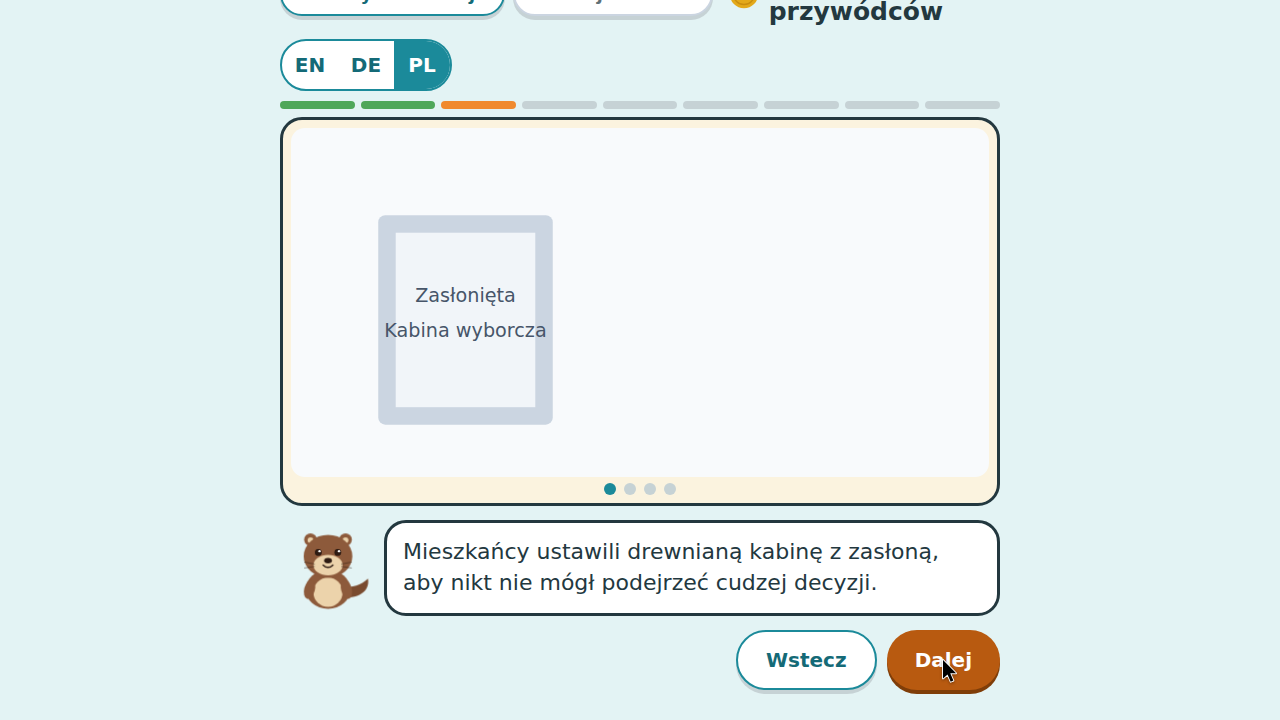 przywódców
EN DE PL
Zasłonięta
Kabina wyborcza
Mieszkańcy ustawili drewnianą kabinę z zasłoną,
aby nikt nie mógł podejrzeć cudzej decyzji.
Wstecz Dalej